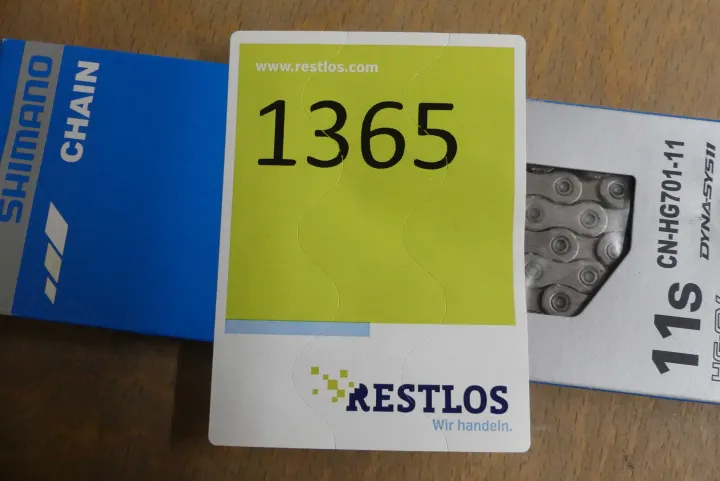 SHIMANO
CHAIN
www.restlos.com
1365
RESTLOS
Wir handeln.
11s
CN-HG701-11
DYNA-SYS11